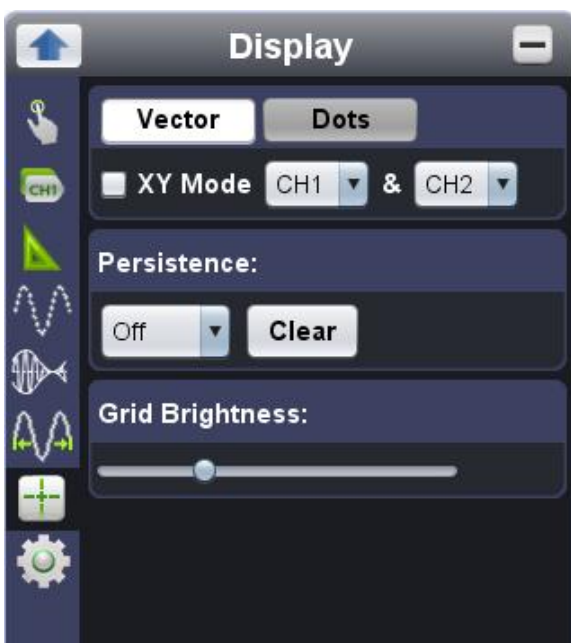 Display
CH1
Vector Dots
XY Mode CH1 & CH2
Persistence:
Off Clear
Grid Brightness: